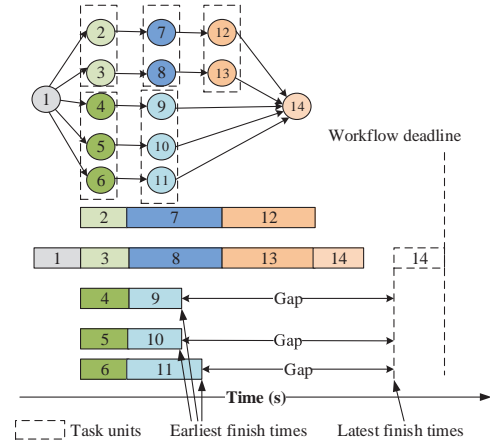 2 7 12
3 8 13
1 4 9 14
5 10
6 11
Workflow deadline
2 7 12
1 3 8 13 14 14
4 9 Gap
5 10 Gap
6 11 Gap
Time (s)
Task units Earliest finish times Latest finish times